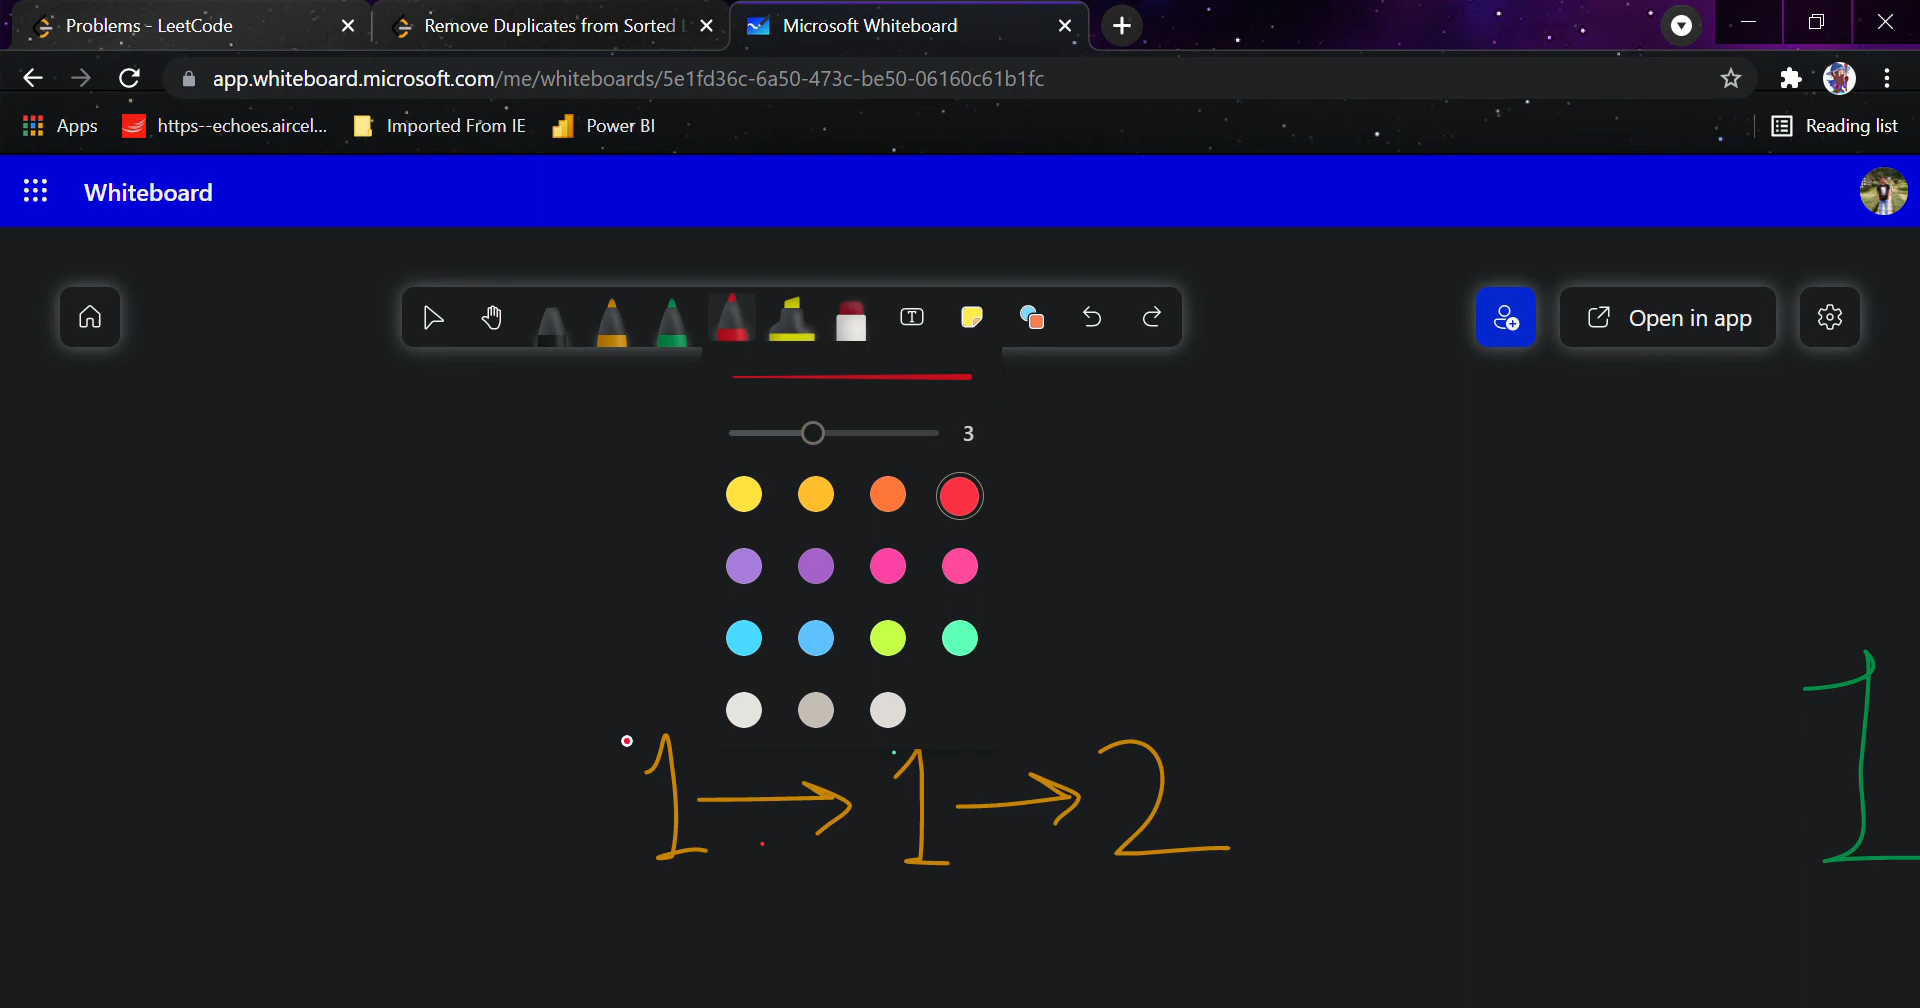 Problems - LeetCode
Remove Duplicates from Sorted
Microsoft Whiteboard
app.whiteboard.microsoft.com/me/whiteboards/5e1fd36c-6a50-473c-be50-06160c61b1fc
Apps
https--echoes.aircel...
Imported From IE
Power BI
Reading list
Whiteboard
Open in app
3
1 → 1 → 2
1